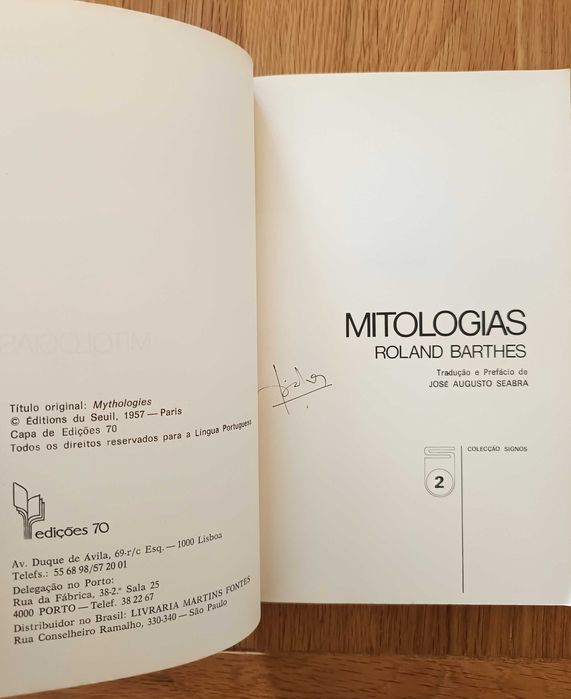 Título original: Mythologies
© Éditions du Seuil, 1957 — Paris
Capa de Edições 70
Todos os direitos reservados para a Língua Portuguesa
edições 70
Av. Duque de Ávila, 69-r/c Esq. — 1000 Lisboa
Telefs.: 55 68 98/57 20 01
Delegação no Porto:
Rua da Fábrica, 38-2.º Sala 25
4000 PORTO — Telef. 38 22 67
Distribuidor no Brasil: LIVRARIA MARTINS FONTES
Rua Conselheiro Ramalho, 330-340 — São Paulo
MITOLOGIAS
ROLAND BARTHES
Tradução e Prefácio de
JOSÉ AUGUSTO SEABRA
COLECÇÃO SIGNOS
2